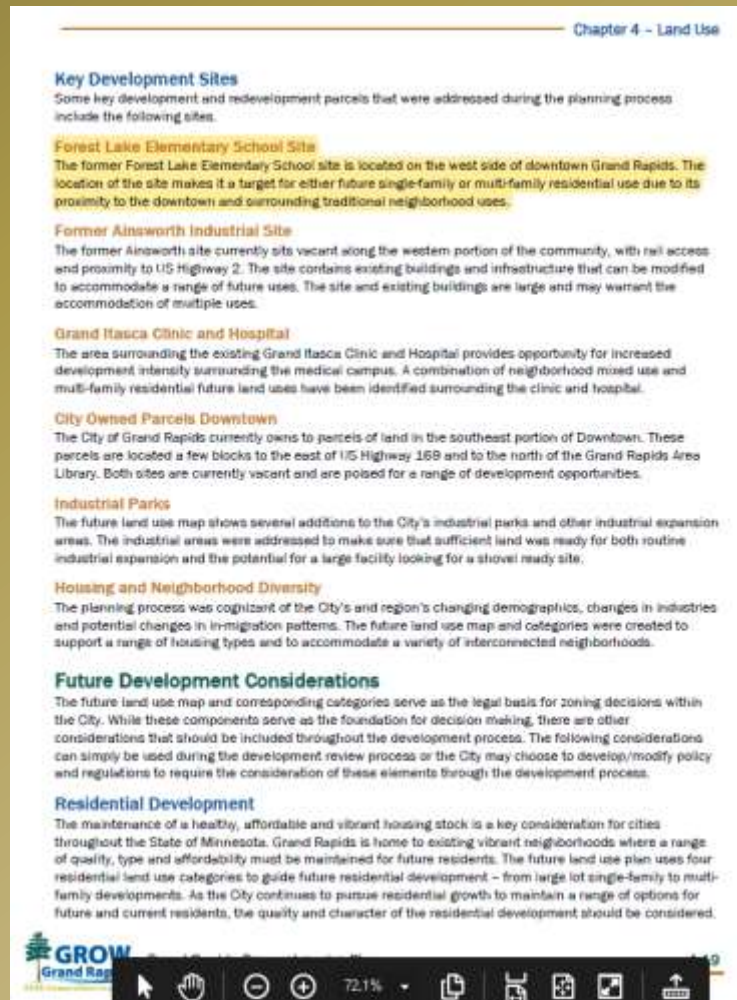 Chapter 4 – Land Use
Key Development Sites
Some key development and redevelopment parcels that were addressed during the planning process
include the following sites.
Forest Lake Elementary School Site
The former Forest Lake Elementary School site is located on the west side of downtown Grand Rapids. The
location of the site makes it a target for either future single-family or multi-family residential use due to its
proximity to the downtown and surrounding traditional neighborhood uses.
Former Ainsworth Industrial Site
The former Ainsworth site currently sits vacant along the western portion of the community, with rail access
and proximity to US Highway 2. The site contains existing buildings and infrastructure that can be modified
to accommodate a range of future uses. The site and existing buildings are large and may warrant the
accommodation of multiple uses.
Grand Itasca Clinic and Hospital
The area surrounding the existing Grand Itasca Clinic and Hospital provides opportunity for increased
development intensity surrounding the medical campus. A combination of neighborhood mixed use and
multi-family residential future land uses have been identified surrounding the clinic and hospital.
City Owned Parcels Downtown
The City of Grand Rapids currently owns to parcels of land in the southeast portion of Downtown. These
parcels are located a few blocks to the east of US Highway 169 and to the north of the Grand Rapids Area
Library. Both sites are currently vacant and are poised for a range of development opportunities.
Industrial Parks
The future land use map shows several additions to the City's industrial parks and other industrial expansion
areas. The industrial areas were addressed to make sure that sufficient land was ready for both routine
industrial expansion and the potential for a large facility looking for a shovel ready site.
Housing and Neighborhood Diversity
The planning process was cognizant of the City's and region's changing demographics, changes in industries
and potential changes in in-migration patterns. The future land use map and categories were created to
support a range of housing types and to accommodate a variety of interconnected neighborhoods.
Future Development Considerations
The future land use map and corresponding categories serve as the legal basis for zoning decisions within
the City. While these components serve as the foundation for decision making, there are other
considerations that should be included throughout the development process. The following considerations
can simply be used during the development review process or the City may choose to develop/modify policy
and regulations to require the consideration of these elements through the development process.
Residential Development
The maintenance of a healthy, affordable and vibrant housing stock is a key consideration for cities
throughout the State of Minnesota. Grand Rapids is home to existing vibrant neighborhoods where a range
of quality, type and affordability must be maintained for future residents. The future land use plan uses four
residential land use categories to guide future residential development – from large lot single-family to multi-
family developments. As the City continues to pursue residential growth to maintain a range of options for
future and current residents, the quality and character of the residential development should be considered.
GROW
Grand Rap
72.1%